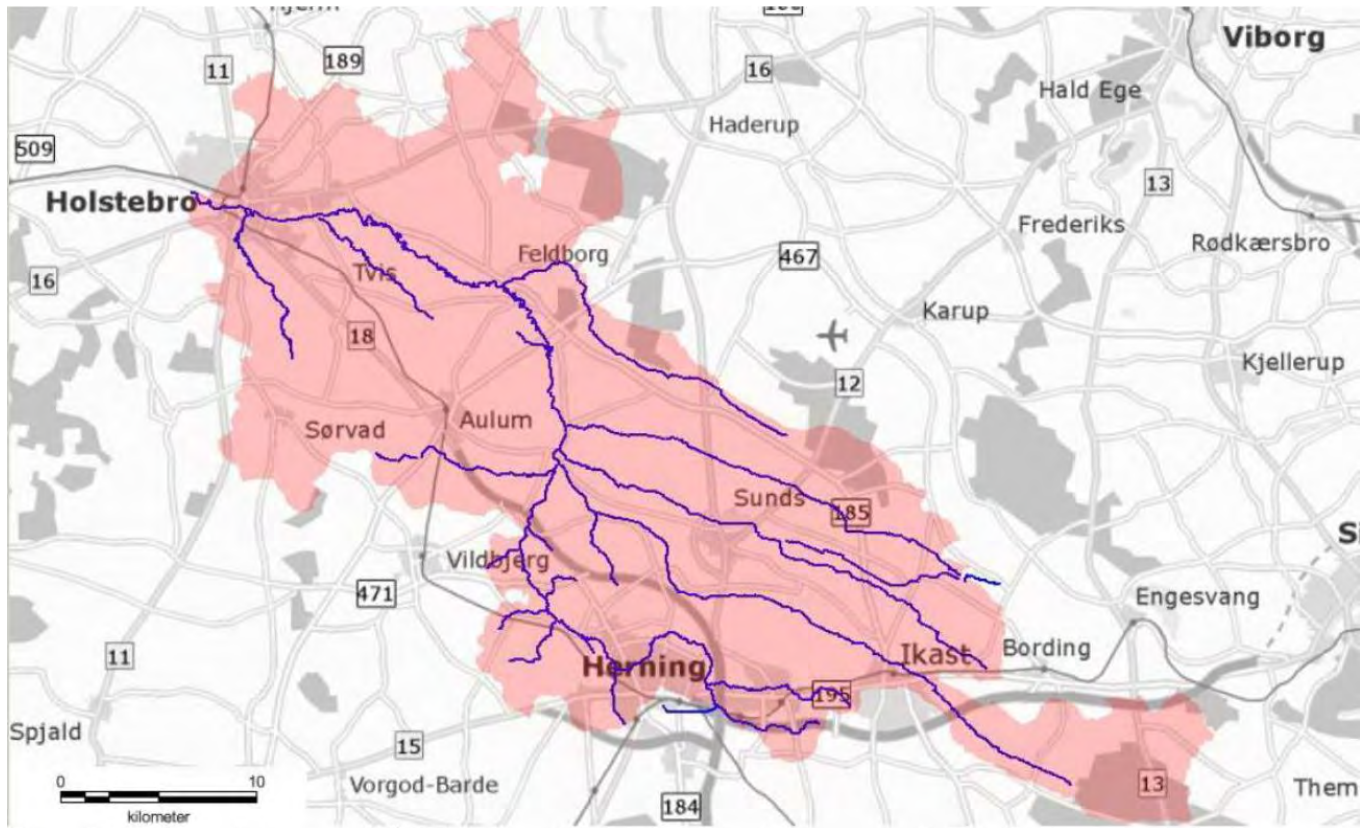 189
11
16
Viborg
Hald Ege
Haderup
509
13
Holstebro
Frederiks
Rødkærsbro
Feldborg
467
16
Tvis
Karup
18
Kjellerup
12
Aulum
Sørvad
Sunds
185
Vildbjerg
471
Engesvang
11
Ikast
Bording
Herning
195
Spjald
15
13
Vorgod-Barde
Them
184
0 10
kilometer